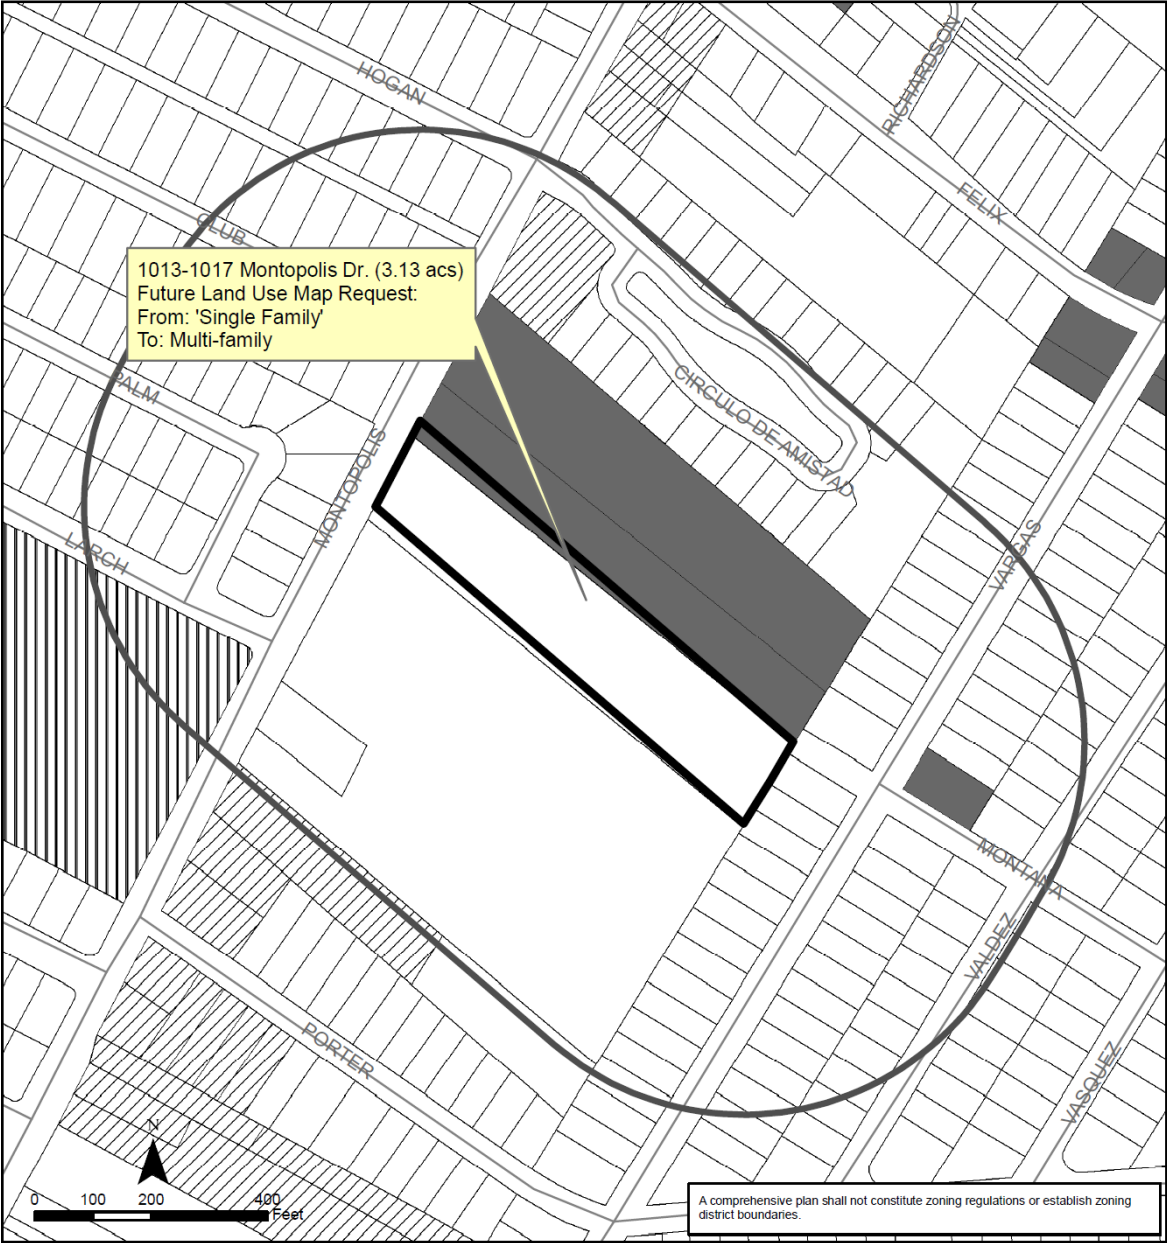 HOGAN
RICHARDSON
FELIX
CLUB
1013-1017 Montopolis Dr. (3.13 acs)
Future Land Use Map Request:
From: 'Single Family'
To: Multi-family
PALM
CIRCULO DE AMISTAD
MONTOPOLIS
LARCH
VARGAS
MONTANA
VALDEZ
PORTER
VASQUEZ
N
0 100 200 400
Feet
A comprehensive plan shall not constitute zoning regulations or establish zoning
district boundaries.